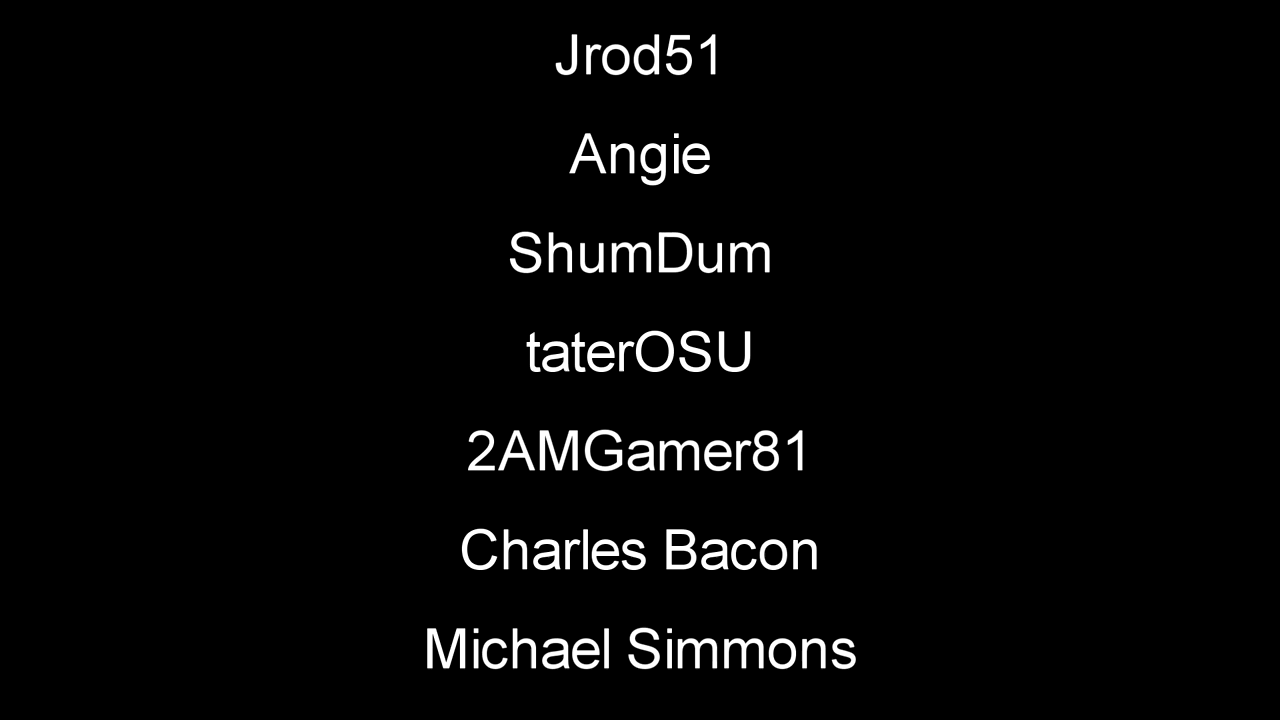 Jrod51
Angie
ShumDum
taterOSU
2AMGamer81
Charles Bacon
Michael Simmons